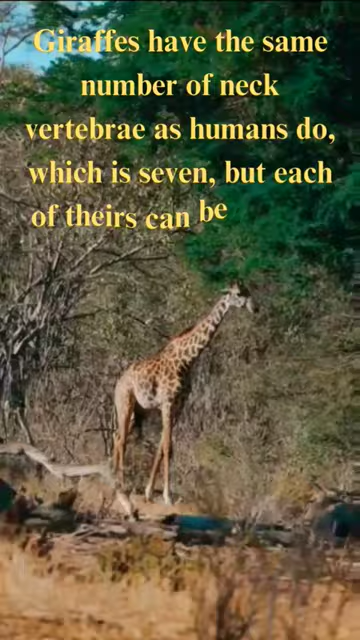 Giraffes have the same
number of neck
vertebrae as humans do,
which is seven, but each
of theirs can be